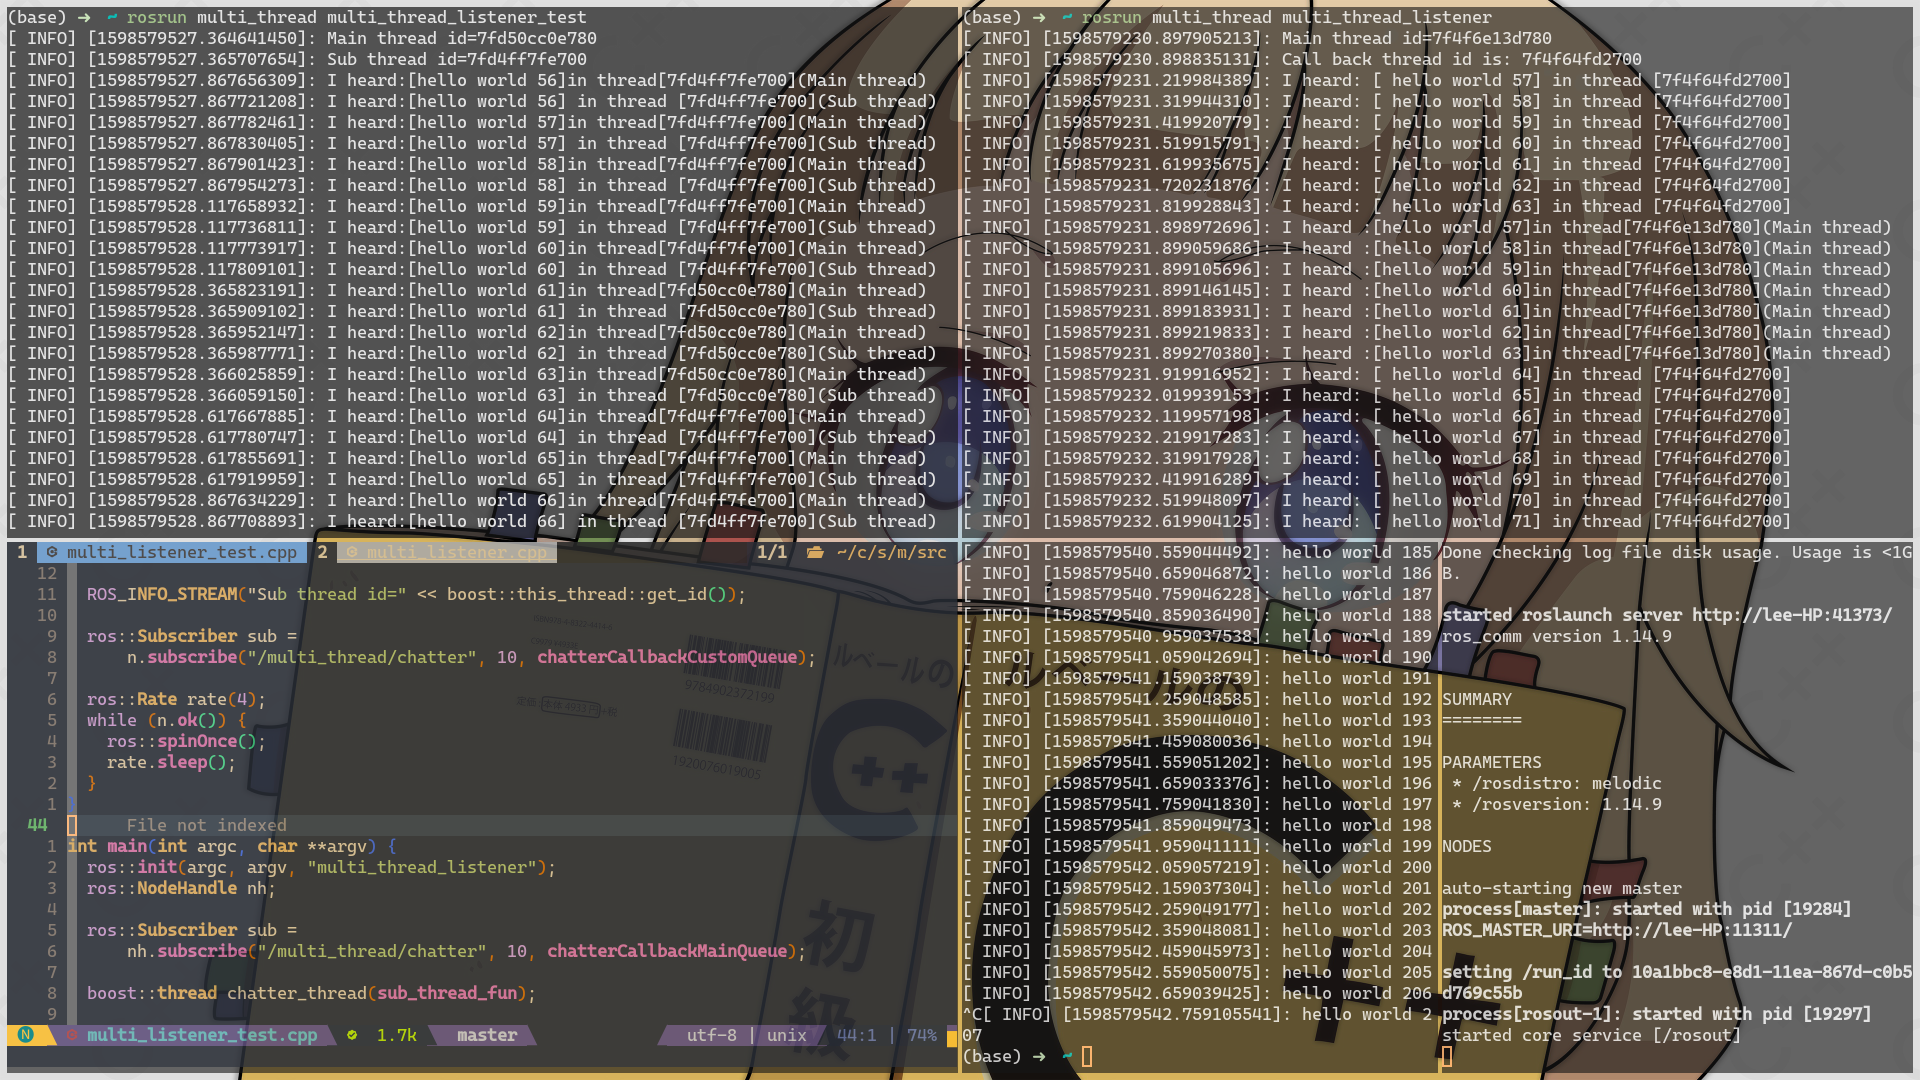 (base) ➜  ~ rosrun multi_thread multi_thread_listener_test
[ INFO] [1598579527.364641450]: Main thread id=7fd50cc0e780
[ INFO] [1598579527.365707654]: Sub thread id=7fd4ff7fe700
[ INFO] [1598579527.867656309]: I heard:[hello world 56]in thread[7fd4ff7fe700](Main thread)
[ INFO] [1598579527.867721208]: I heard:[hello world 56] in thread [7fd4ff7fe700](Sub thread)
[ INFO] [1598579527.867782461]: I heard:[hello world 57]in thread[7fd4ff7fe700](Main thread)
[ INFO] [1598579527.867830405]: I heard:[hello world 57] in thread [7fd4ff7fe700](Sub thread)
[ INFO] [1598579527.867901423]: I heard:[hello world 58]in thread[7fd4ff7fe700](Main thread)
[ INFO] [1598579527.867954273]: I heard:[hello world 58] in thread [7fd4ff7fe700](Sub thread)
[ INFO] [1598579528.117658932]: I heard:[hello world 59]in thread[7fd4ff7fe700](Main thread)
[ INFO] [1598579528.117736811]: I heard:[hello world 59] in thread [7fd4ff7fe700](Sub thread)
[ INFO] [1598579528.117773917]: I heard:[hello world 60]in thread[7fd4ff7fe700](Main thread)
[ INFO] [1598579528.117809101]: I heard:[hello world 60] in thread [7fd4ff7fe700](Sub thread)
[ INFO] [1598579528.365823191]: I heard:[hello world 61]in thread[7fd50cc0e780](Main thread)
[ INFO] [1598579528.365909102]: I heard:[hello world 61] in thread [7fd50cc0e780](Sub thread)
[ INFO] [1598579528.365952147]: I heard:[hello world 62]in thread[7fd50cc0e780](Main thread)
[ INFO] [1598579528.365987771]: I heard:[hello world 62] in thread [7fd50cc0e780](Sub thread)
[ INFO] [1598579528.366025859]: I heard:[hello world 63]in thread[7fd50cc0e780](Main thread)
[ INFO] [1598579528.366059150]: I heard:[hello world 63] in thread [7fd50cc0e780](Sub thread)
[ INFO] [1598579528.617667885]: I heard:[hello world 64]in thread[7fd4ff7fe700](Main thread)
[ INFO] [1598579528.617780747]: I heard:[hello world 64] in thread [7fd4ff7fe700](Sub thread)
[ INFO] [1598579528.617855691]: I heard:[hello world 65]in thread[7fd4ff7fe700](Main thread)
[ INFO] [1598579528.617919959]: I heard:[hello world 65] in thread [7fd4ff7fe700](Sub thread)
[ INFO] [1598579528.867634229]: I heard:[hello world 66]in thread[7fd4ff7fe700](Main thread)
[ INFO] [1598579528.867708893]: I heard:[hello world 66] in thread [7fd4ff7fe700](Sub thread)
(base) ➜  ~ rosrun multi_thread multi_thread_listener
[ INFO] [1598579230.897905213]: Main thread id=7f4f6e13d780
[ INFO] [1598579230.898835131]: Call back thread id is: 7f4f64fd2700
[ INFO] [1598579231.219984389]: I heard: [ hello world 57] in thread [7f4f64fd2700]
[ INFO] [1598579231.319944310]: I heard: [ hello world 58] in thread [7f4f64fd2700]
[ INFO] [1598579231.419920779]: I heard: [ hello world 59] in thread [7f4f64fd2700]
[ INFO] [1598579231.519915791]: I heard: [ hello world 60] in thread [7f4f64fd2700]
[ INFO] [1598579231.619935675]: I heard: [ hello world 61] in thread [7f4f64fd2700]
[ INFO] [1598579231.720231876]: I heard: [ hello world 62] in thread [7f4f64fd2700]
[ INFO] [1598579231.819928843]: I heard: [ hello world 63] in thread [7f4f64fd2700]
[ INFO] [1598579231.898972696]: I heard :[hello world 57]in thread[7f4f6e13d780](Main thread)
[ INFO] [1598579231.899059686]: I heard :[hello world 58]in thread[7f4f6e13d780](Main thread)
[ INFO] [1598579231.899105696]: I heard :[hello world 59]in thread[7f4f6e13d780](Main thread)
[ INFO] [1598579231.899146145]: I heard :[hello world 60]in thread[7f4f6e13d780](Main thread)
[ INFO] [1598579231.899183931]: I heard :[hello world 61]in thread[7f4f6e13d780](Main thread)
[ INFO] [1598579231.899219833]: I heard :[hello world 62]in thread[7f4f6e13d780](Main thread)
[ INFO] [1598579231.899270380]: I heard :[hello world 63]in thread[7f4f6e13d780](Main thread)
[ INFO] [1598579231.919916952]: I heard: [ hello world 64] in thread [7f4f64fd2700]
[ INFO] [1598579232.019939153]: I heard: [ hello world 65] in thread [7f4f64fd2700]
[ INFO] [1598579232.119957198]: I heard: [ hello world 66] in thread [7f4f64fd2700]
[ INFO] [1598579232.219917283]: I heard: [ hello world 67] in thread [7f4f64fd2700]
[ INFO] [1598579232.319917928]: I heard: [ hello world 68] in thread [7f4f64fd2700]
[ INFO] [1598579232.419916289]: I heard: [ hello world 69] in thread [7f4f64fd2700]
[ INFO] [1598579232.519948097]: I heard: [ hello world 70] in thread [7f4f64fd2700]
[ INFO] [1598579232.619904125]: I heard: [ hello world 71] in thread [7f4f64fd2700]
1 multi_listener_test.cpp 2 multi_listener.cpp 1/1 ~/c/s/m/src
12
11 ROS_INFO_STREAM("Sub thread id=" << boost::this_thread::get_id());
10
9 ros::Subscriber sub =
8 n.subscribe("/multi_thread/chatter", 10, chatterCallbackCustomQueue);
7
6 ros::Rate rate(4);
5 while (n.ok()) {
4 ros::spinOnce();
3 rate.sleep();
2 }
1 }
44 File not indexed
1 int main(int argc, char **argv) {
2 ros::init(argc, argv, "multi_thread_listener");
3 ros::NodeHandle nh;
4
5 ros::Subscriber sub =
6 nh.subscribe("/multi_thread/chatter", 10, chatterCallbackMainQueue);
7
8 boost::thread chatter_thread(sub_thread_fun);
9
N multi_listener_test.cpp 1.7k master utf-8 | unix 44:1 | 74%
ルベールの
9784902372199
1920076019005
C++
初級
[ INFO] [1598579540.559044492]: hello world 185
[ INFO] [1598579540.659046872]: hello world 186
[ INFO] [1598579540.759046228]: hello world 187
[ INFO] [1598579540.859036490]: hello world 188
[ INFO] [1598579540.959037538]: hello world 189
[ INFO] [1598579541.059042694]: hello world 190
[ INFO] [1598579541.159038739]: hello world 191
[ INFO] [1598579541.259048585]: hello world 192
[ INFO] [1598579541.359044040]: hello world 193
[ INFO] [1598579541.459080036]: hello world 194
[ INFO] [1598579541.559051202]: hello world 195
[ INFO] [1598579541.659033376]: hello world 196
[ INFO] [1598579541.759041830]: hello world 197
[ INFO] [1598579541.859049473]: hello world 198
[ INFO] [1598579541.959041111]: hello world 199
[ INFO] [1598579542.059057219]: hello world 200
[ INFO] [1598579542.159037304]: hello world 201
[ INFO] [1598579542.259049177]: hello world 202
[ INFO] [1598579542.359048081]: hello world 203
[ INFO] [1598579542.459045973]: hello world 204
[ INFO] [1598579542.559050075]: hello world 205
[ INFO] [1598579542.659039425]: hello world 206
^C[ INFO] [1598579542.759105541]: hello world 2
07
(base) ➜  ~
Done checking log file disk usage. Usage is <1G
B.
started roslaunch server http://lee-HP:41373/
ros_comm version 1.14.9
SUMMARY
========
PARAMETERS
* /rosdistro: melodic
* /rosversion: 1.14.9
NODES
auto-starting new master
process[master]: started with pid [19284]
ROS_MASTER_URI=http://lee-HP:11311/
setting /run_id to 10a1bbc8-e8d1-11ea-867d-c0b5
d769c55b
process[rosout-1]: started with pid [19297]
started core service [/rosout]